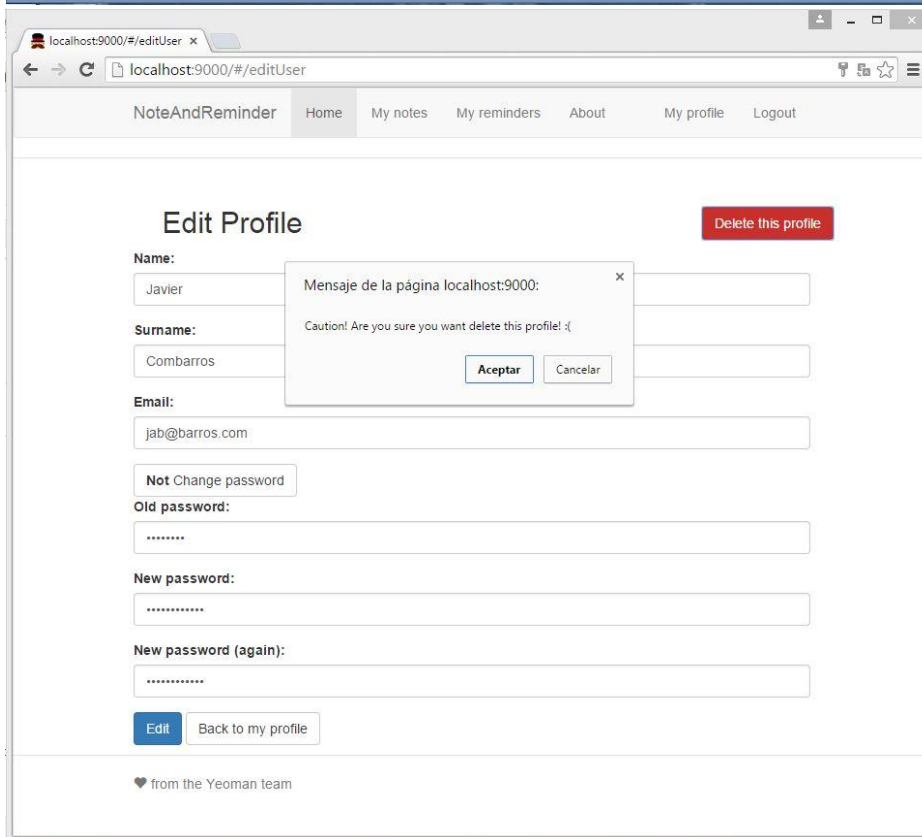 localhost:9000/#/editUser
localhost:9000/#/editUser
NoteAndReminder Home My notes My reminders About My profile Logout
Edit Profile
Delete this profile
Name:
Javier
Mensaje de la página localhost:9000:
Caution! Are you sure you want delete this profile! :(
Aceptar Cancelar
Surname:
Combarros
Email:
jab@barros.com
Not Change password
Old password:
••••••••
New password:
••••••••••••
New password (again):
••••••••••••
Edit Back to my profile
♥ from the Yeoman team